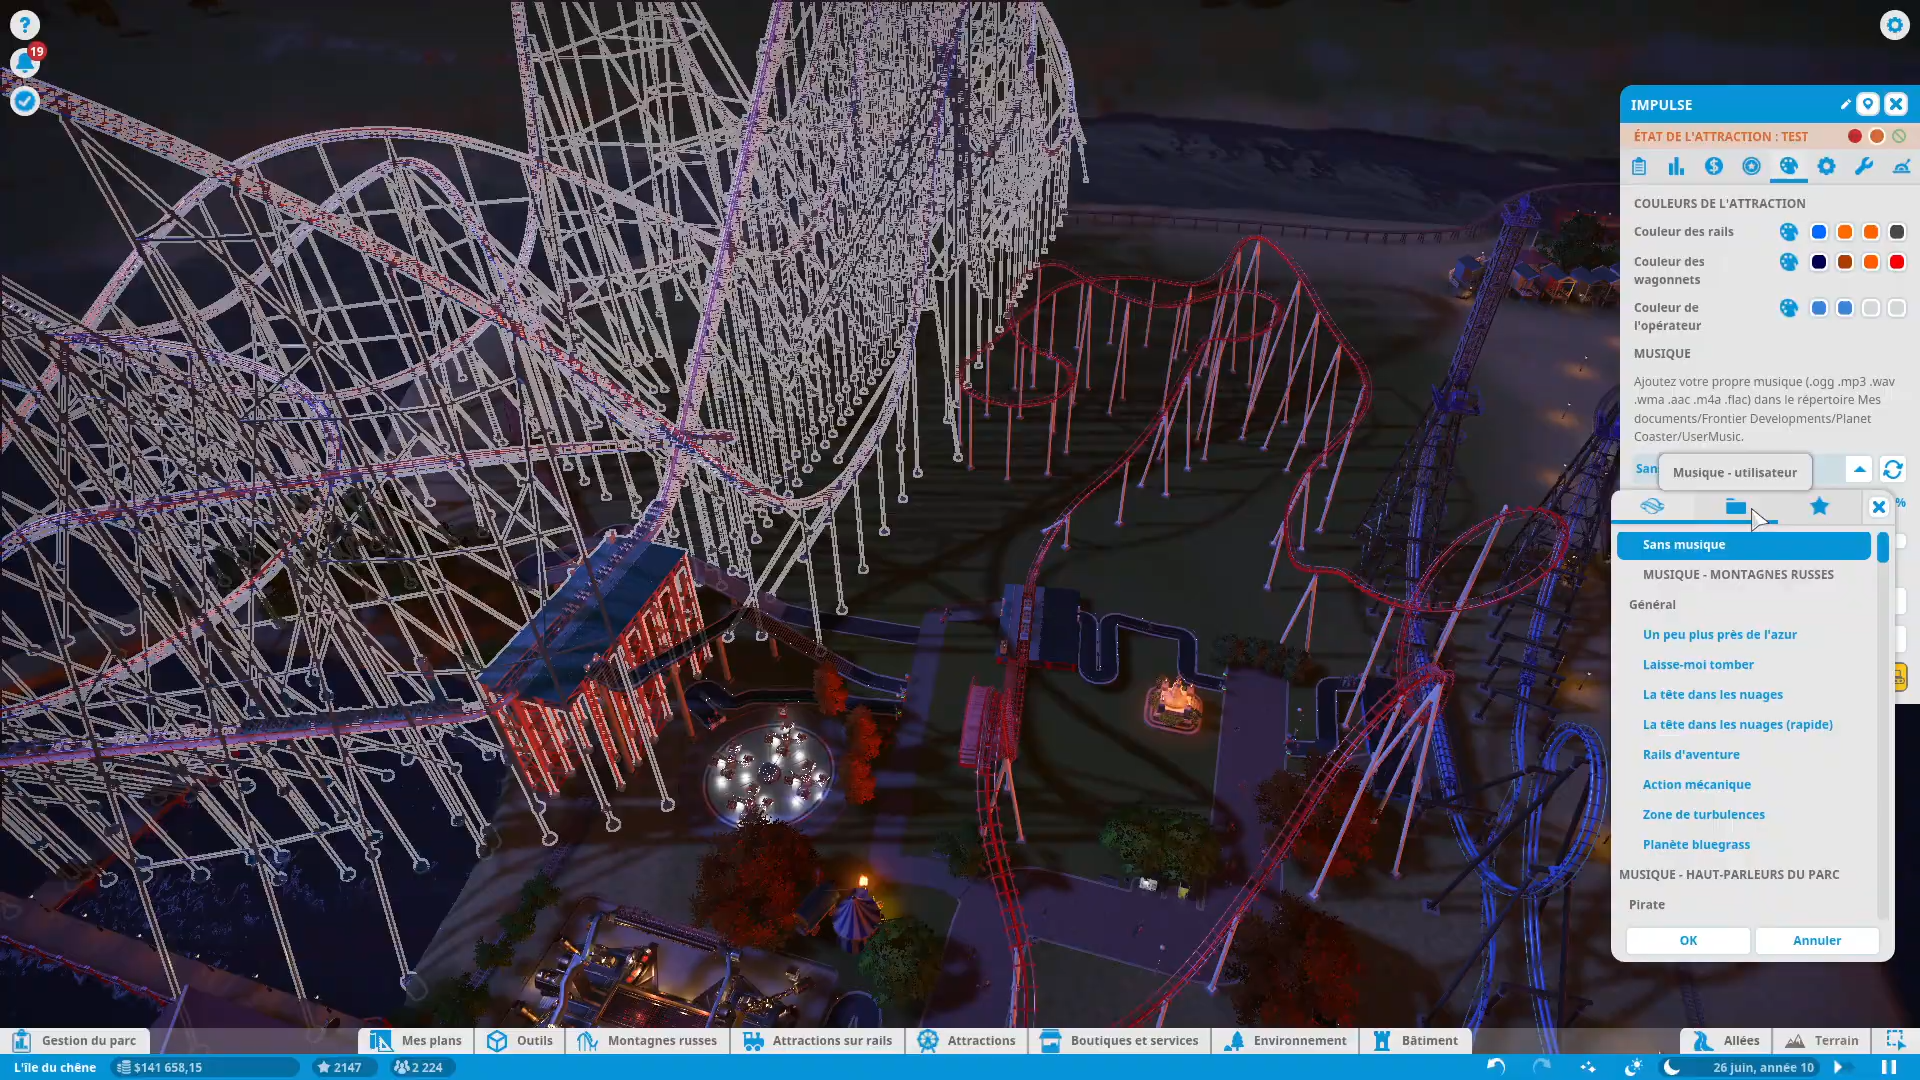 ?
19
IMPULSE
ÉTAT DE L'ATTRACTION : TEST
COULEURS DE L'ATTRACTION
Couleur des rails
Couleur des
wagonnets
Couleur de
l'opérateur
MUSIQUE
Ajoutez votre propre musique (.ogg .mp3 .wav
.wma .aac .m4a .flac) dans le répertoire Mes
documents/Frontier Developments/Planet
Coaster/UserMusic.
San
Musique - utilisateur
%
Sans musique
MUSIQUE - MONTAGNES RUSSES
Général
Un peu plus près de l'azur
Laisse-moi tomber
La tête dans les nuages
La tête dans les nuages (rapide)
Rails d'aventure
Action mécanique
Zone de turbulences
Planète bluegrass
MUSIQUE - HAUT-PARLEURS DU PARC
Pirate
OK
Annuler
Gestion du parc
Mes plans
Outils
Montagnes russes
Attractions sur rails
Attractions
Boutiques et services
Environnement
Bâtiment
Allées
Terrain
L'île du chêne
$141 658,15
2147
2 224
26 juin, année 10